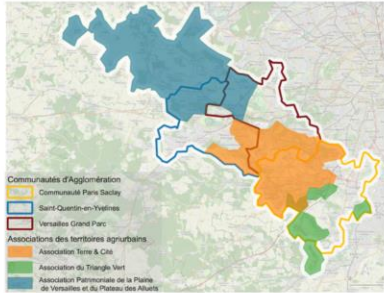 Communautés d'Agglomération
Communauté Paris Saclay
Saint-Quentin-en-Yvelines
Versailles Grand Parc
Associations des territoires agriurbains
Association Terre & Cité
Association du Triangle Vert
Association Patrimoniale de la Plaine
de Versailles et du Plateau des Alluets